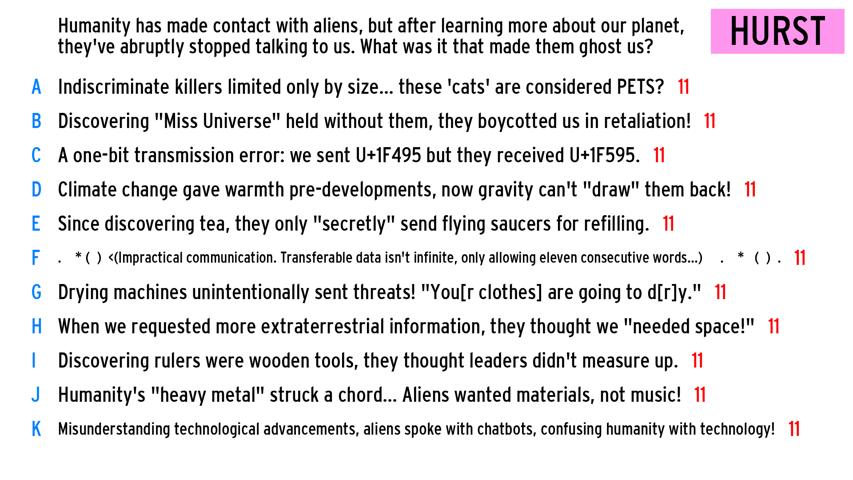 Humanity has made contact with aliens, but after learning more about our planet,
they've abruptly stopped talking to us. What was it that made them ghost us?
HURST
A Indiscriminate killers limited only by size... these 'cats' are considered PETS? 11
B Discovering "Miss Universe" held without them, they boycotted us in retaliation! 11
C A one-bit transmission error: we sent U+1F495 but they received U+1F595. 11
D Climate change gave warmth pre-developments, now gravity can't "draw" them back! 11
E Since discovering tea, they only "secretly" send flying saucers for refilling. 11
F . *( ) <(Impractical communication. Transferable data isn't infinite, only allowing eleven consecutive words...) . * ( ) . 11
G Drying machines unintentionally sent threats! "You[r clothes] are going to d[r]y." 11
H When we requested more extraterrestrial information, they thought we "needed space!" 11
I Discovering rulers were wooden tools, they thought leaders didn't measure up. 11
J Humanity's "heavy metal" struck a chord... Aliens wanted materials, not music! 11
K Misunderstanding technological advancements, aliens spoke with chatbots, confusing humanity with technology! 11